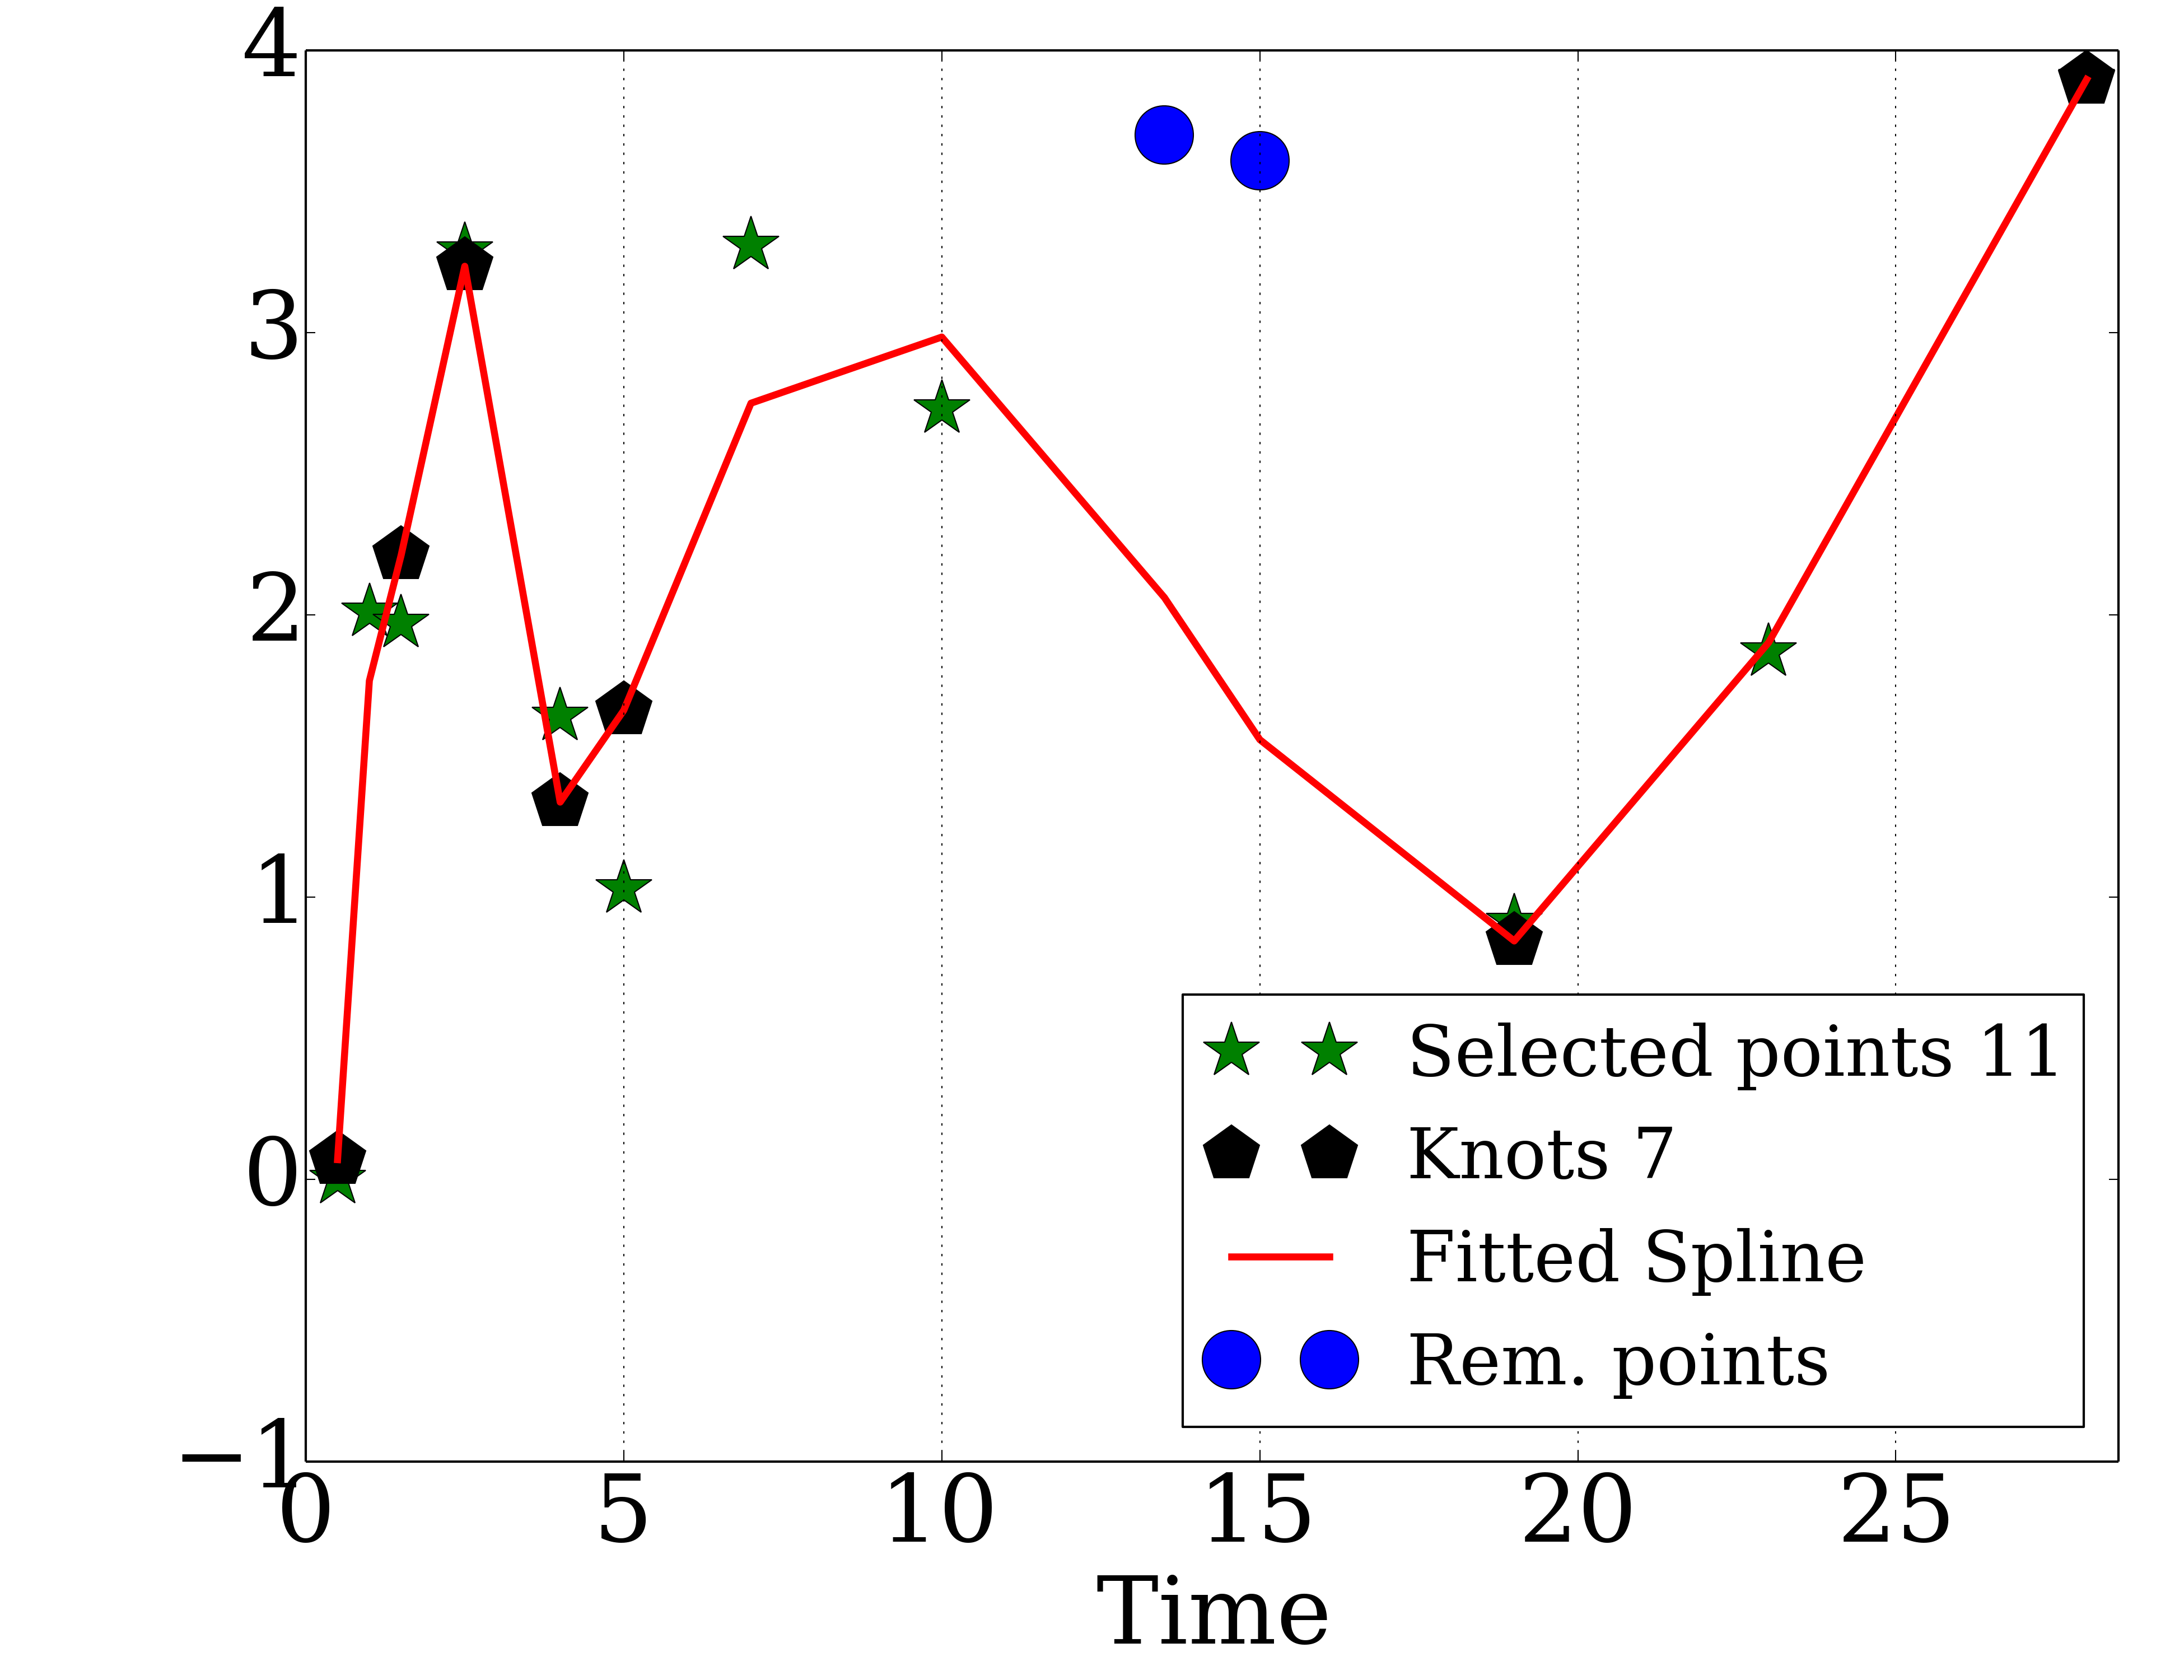 4
3
2
1
0
−1
0 5 10 15 20 25
Time
Selected points 11
Knots 7
Fitted Spline
Rem. points